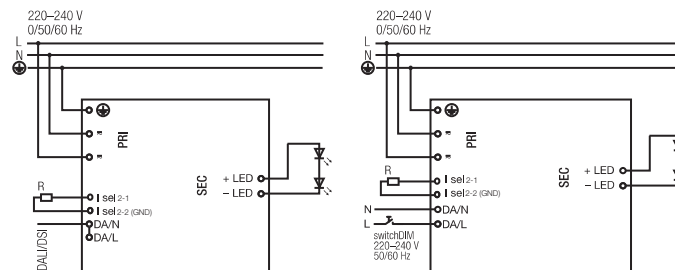 220–240 V
0/50/60 Hz
L
N
PRI
SEC
+ LED
– LED
R
I sel 2-1
I sel 2-2 (GND)
DA/N
DA/L
DALI/DSI
220–240 V
0/50/60 Hz
L
N
PRI
SEC
+ LED
– LED
R
I sel 2-1
I sel 2-2 (GND)
N
DA/N
L
DA/L
switchDIM
220–240 V
50/60 Hz